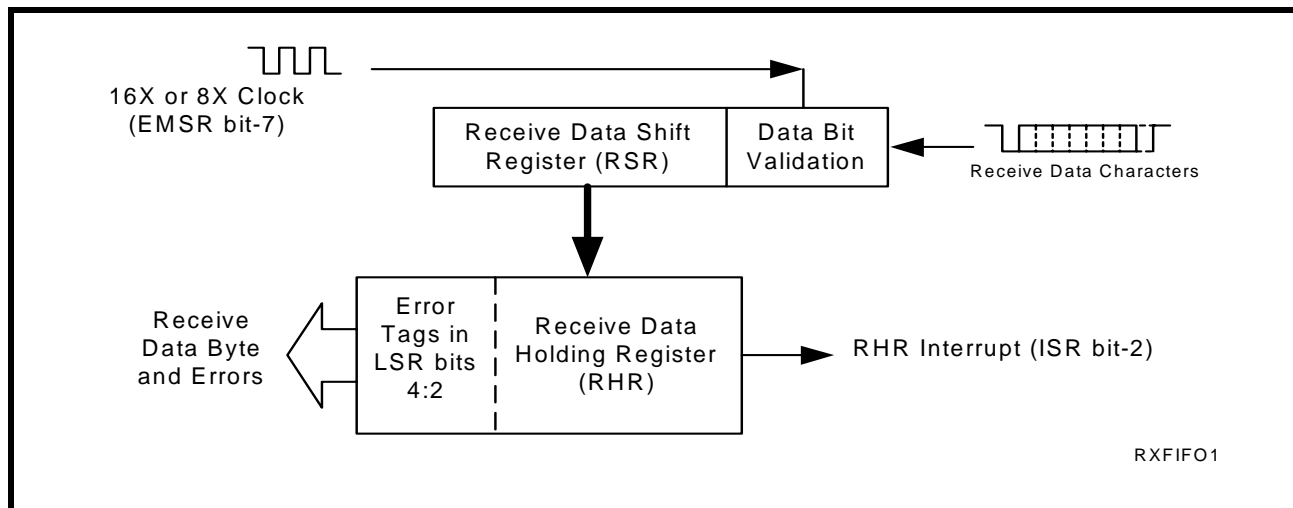 16X or 8X Clock
(EMSR bit-7)
Receive Data Shift
Register (RSR)
Data Bit
Validation
Receive Data Characters
Receive
Data Byte
and Errors
Error
Tags in
LSR bits
4:2
Receive Data
Holding Register
(RHR)
RHR Interrupt (ISR bit-2)
RXFIFO1